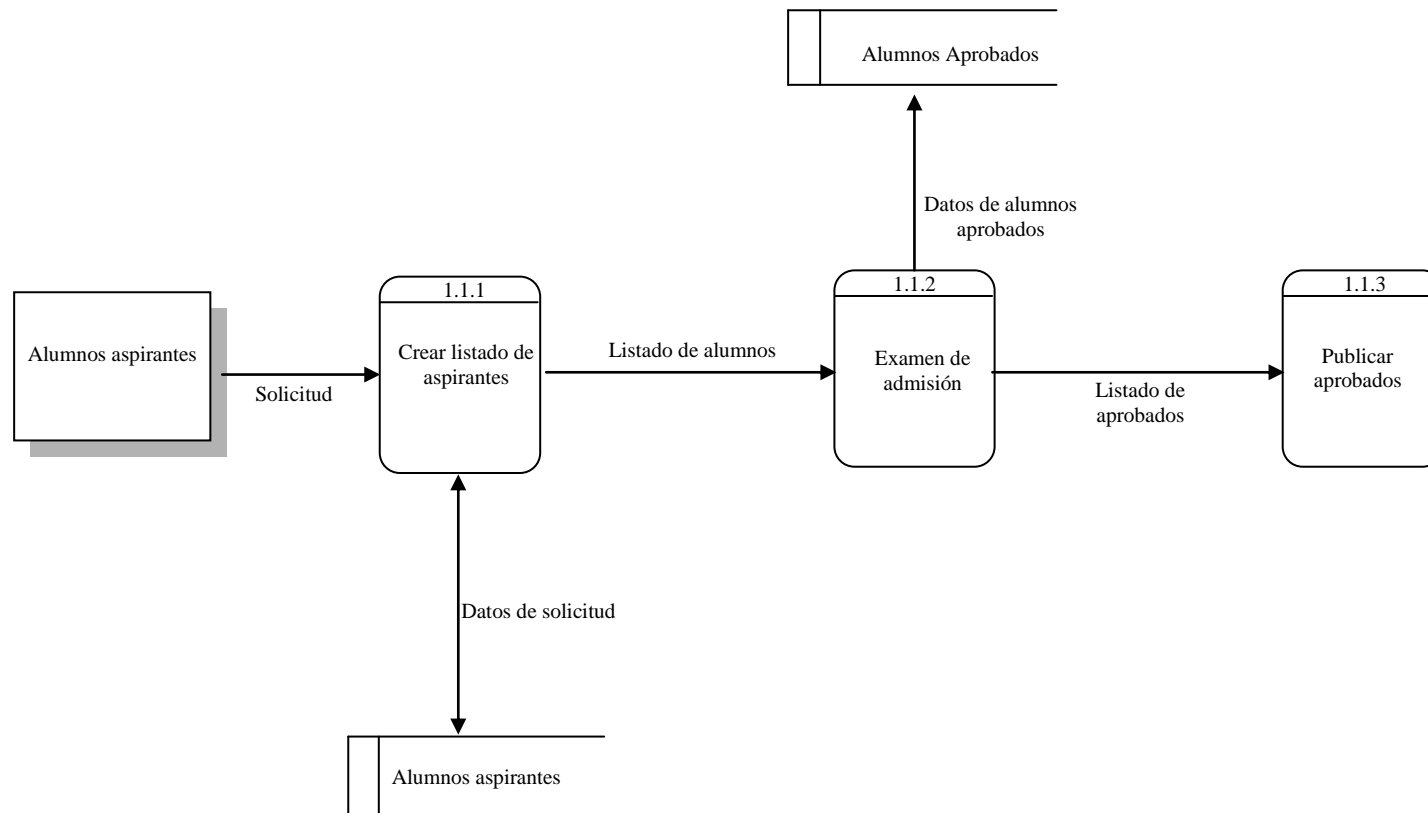 Alumnos Aprobados
Datos de alumnos
aprobados
1.1.1
1.1.2
1.1.3
Alumnos aspirantes
Solicitud
Crear listado de
aspirantes
Listado de alumnos
Examen de
admisión
Listado de
aprobados
Publicar
aprobados
Datos de solicitud
Alumnos aspirantes